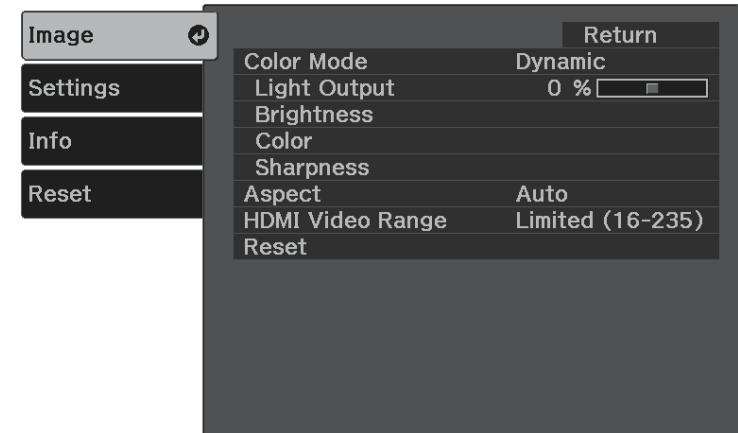 Image
Settings
Info
Reset
Return
Color Mode Dynamic
Light Output 0 %
Brightness
Color
Sharpness
Aspect Auto
HDMI Video Range Limited (16-235)
Reset